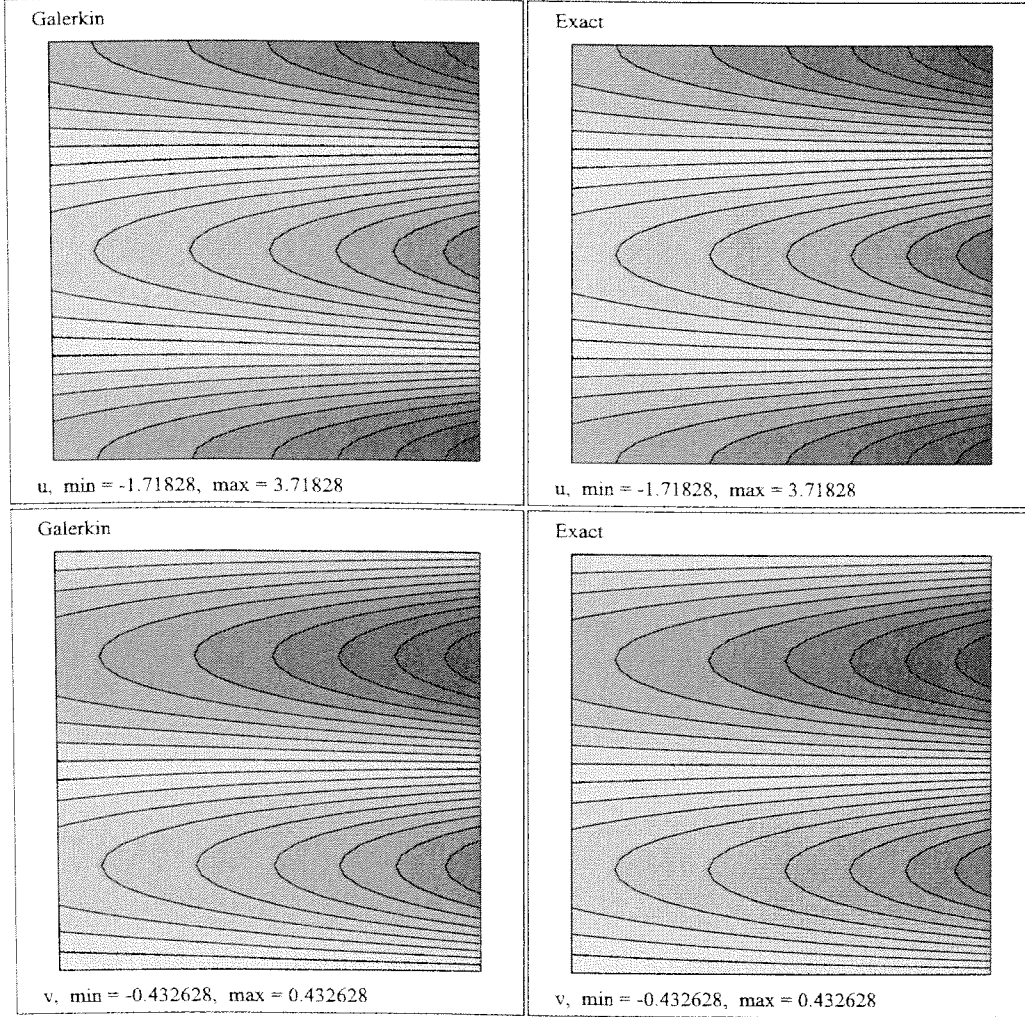 Galerkin
u, min = -1.71828, max = 3.71828
Exact
u, min = -1.71828, max = 3.71828
Galerkin
v, min = -0.432628, max = 0.432628
Exact
v, min = -0.432628, max = 0.432628